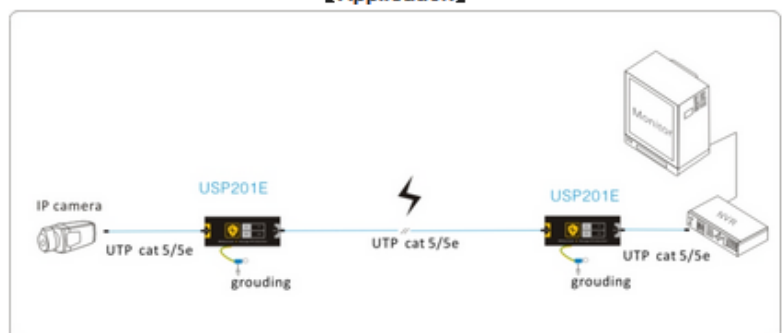 【Application】
Monitor
USP201E
USP201E
IP camera
NVR
UTP cat 5/5e
UTP cat 5/5e
UTP cat 5/5e
grouding
grouding